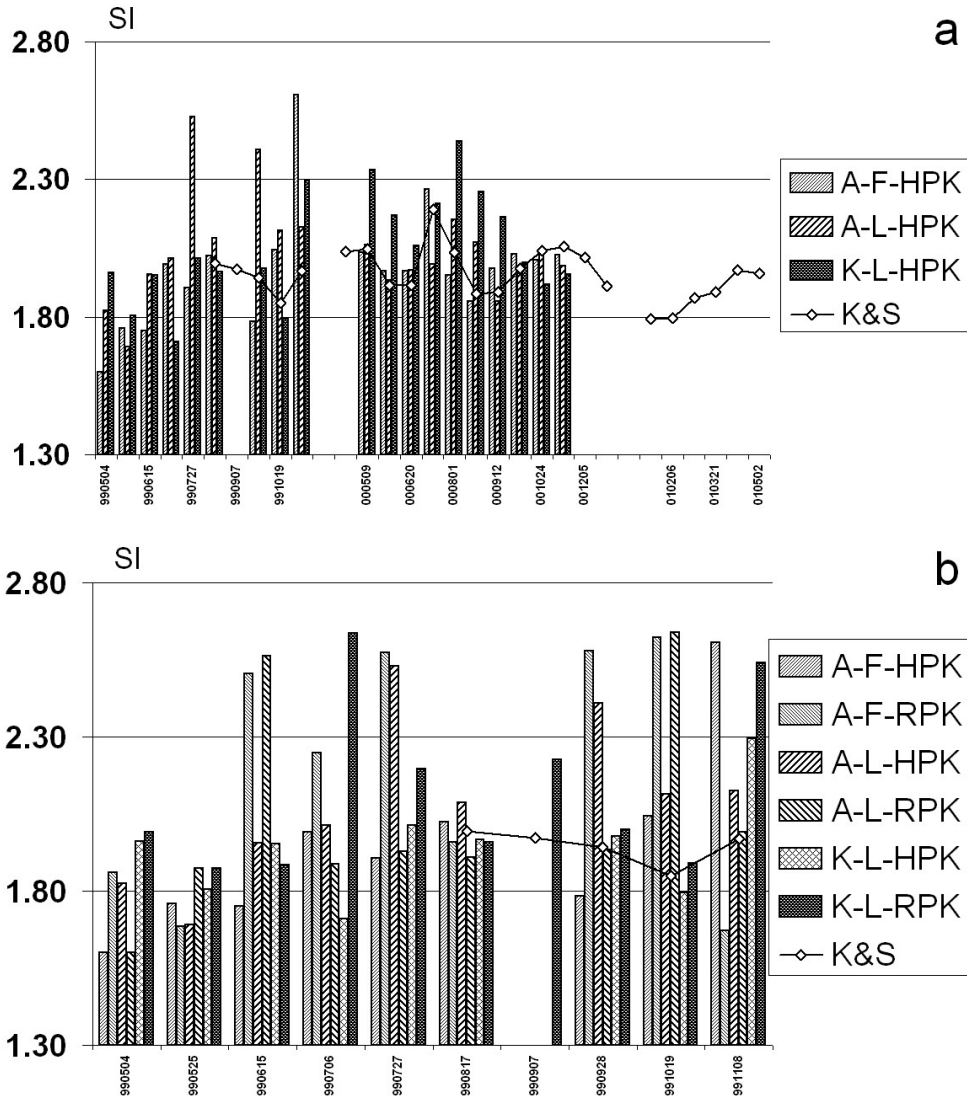 SI
a
2.80
2.30
1.80
1.30
990504
990615
990727
990907
991019
000509
000620
000801
000912
001024
001205
010206
010321
010502
A-F-HPK
A-L-HPK
K-L-HPK
K&S
SI
b
2.80
2.30
1.80
1.30
990504
990525
990615
990706
990727
990817
990907
990928
991019
991108
A-F-HPK
A-F-RPK
A-L-HPK
A-L-RPK
K-L-HPK
K-L-RPK
K&S